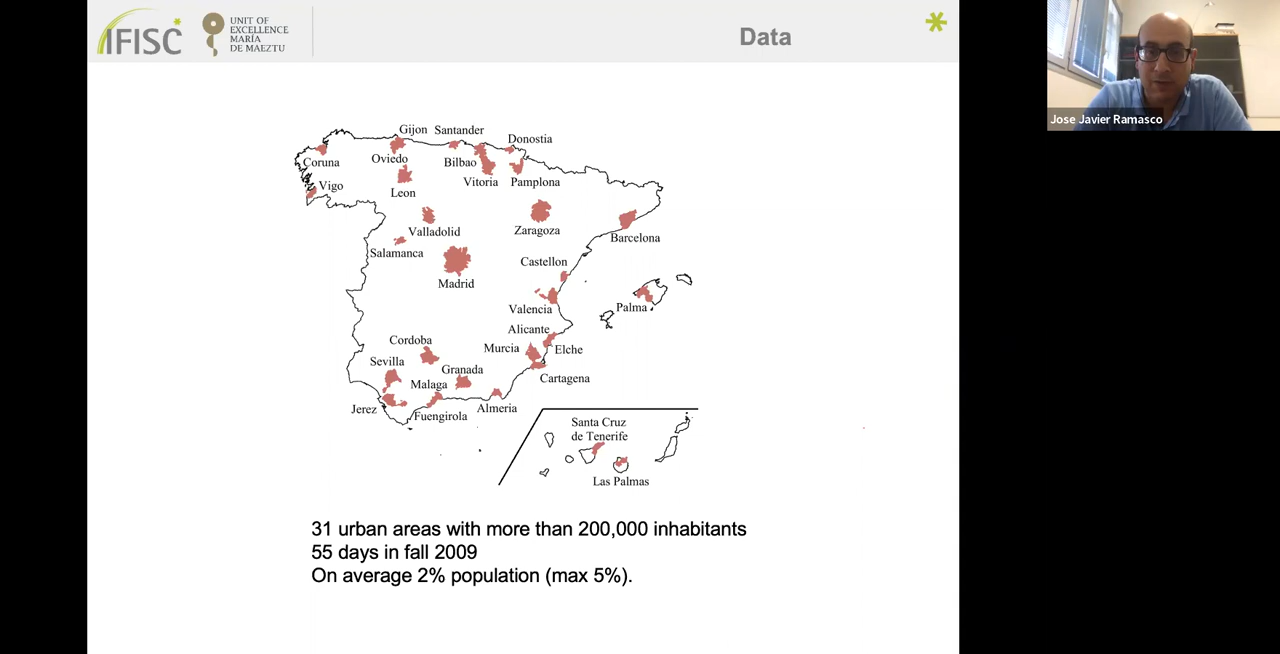 IFISC
UNIT OF
EXCELLENCE
MARÍA
DE MAEZTU
Data
Jose Javier Ramasco
Gijon
Santander
Donostia
Coruna
Oviedo
Bilbao
Vigo
Leon
Vitoria
Pamplona
Valladolid
Zaragoza
Barcelona
Salamanca
Castellon
Madrid
Valencia
Palma
Alicante
Cordoba
Murcia
Elche
Sevilla
Granada
Malaga
Cartagena
Jerez
Fuengirola
Almeria
Santa Cruz
de Tenerife
Las Palmas
31 urban areas with more than 200,000 inhabitants
55 days in fall 2009
On average 2% population (max 5%).